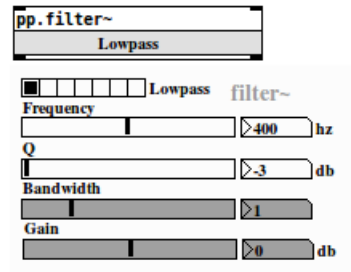 pp.filter~
Lowpass
Lowpass filter~
Frequency
400 hz
Q
-3 db
Bandwidth
1
Gain
0 db